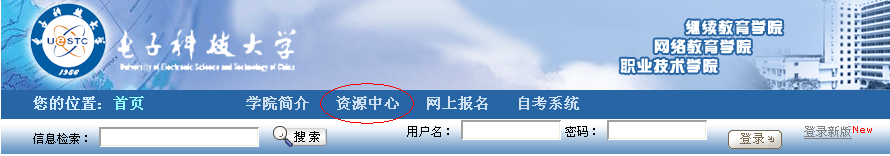 电子科技大学
UeSTC
1956
University of Electronic Science and Technology of China
继续教育学院
网络教育学院
职业技术学院
您的位置：首页 学院简介 资源中心 网上报名 自考系统
信息检索： 搜索 用户名： 密码： 登录 登录新版New